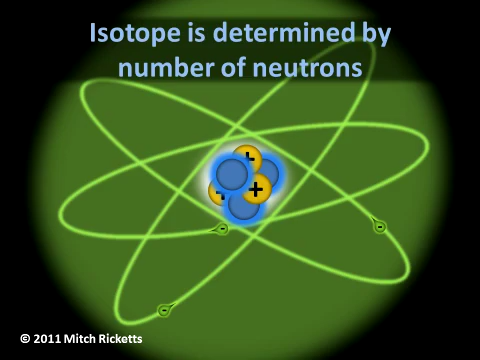 Isotope is determined by
number of neutrons
+
+
+
-
-
-
© 2011 Mitch Ricketts